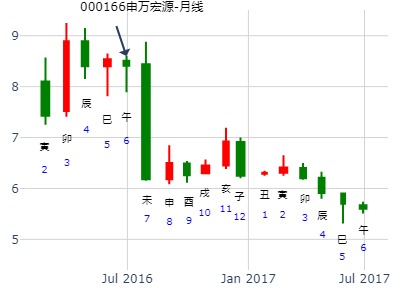 000166申万宏源-月线
9
8
7
6
5
寅
2
卯
3
辰
4
巳
5
午
6
未
7
申
8
酉
9
戌
10
亥
11
子
12
丑
1
寅
2
卯
3
辰
4
巳
5
午
6
Jul 2016
Jan 2017
Jul 2017